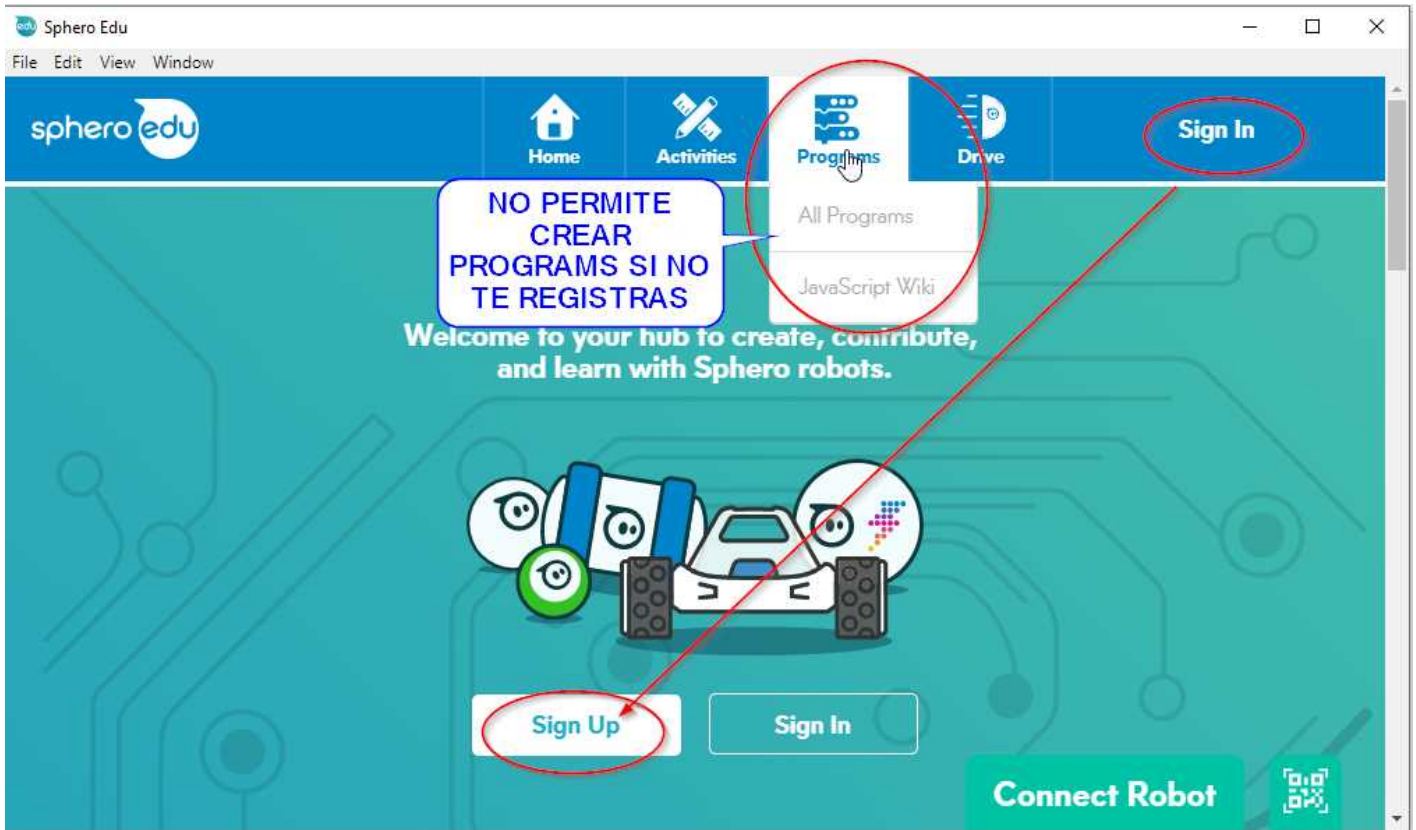 Sphero Edu
File Edit View Window
sphero edu
Home Activities Programs Drive Sign In
NO PERMITE
CREAR
PROGRAMS SI NO
TE REGISTRAS
All Programs
JavaScript Wiki
Welcome to your hub to create, contribute,
and learn with Sphero robots.
Sign Up Sign In
Connect Robot